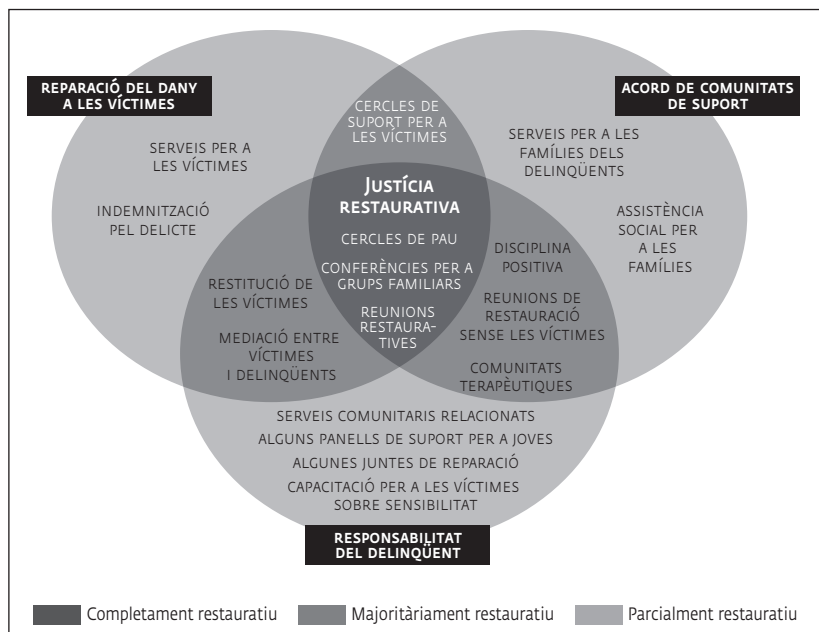 REPARACIÓ DEL DANY
A LES VÍCTIMES
ACORD DE COMUNITATS
DE SUPORT
CERCLES DE
SUPORT PER A
LES VÍCTIMES
SERVEIS PER A
LES VÍCTIMES
INDEMNITZACIÓ
PEL DELICTE
SERVEIS PER A LES
FAMÍLIES DELS
DELINQÜENTS
ASSISTÈNCIA
SOCIAL PER
A LES
FAMÍLIES
JUSTÍCIA
RESTAURATIVA
CERCLES DE PAU
CONFERÈNCIES PER A
GRUPS FAMILIARS
REUNIONS
RESTAURA-
TIVES
RESTITUCIÓ DE
LES VÍCTIMES
MEDIACIÓ ENTRE
VÍCTIMES
I DELINQÜENTS
DISCIPLINA
POSITIVA
REUNIONS DE
RESTAURACIÓ
SENSE LES VÍCTIMES
COMUNITATS
TERAPÈUTIQUES
SERVEIS COMUNITARIS RELACIONATS
ALGUNS PANELLS DE SUPORT PER A JOVES
ALGUNES JUNTES DE REPARACIÓ
CAPACITACIÓ PER A LES VÍCTIMES
SOBRE SENSIBILITAT
RESPONSABILITAT
DEL DELINQÜENT
Completament restauratiu
Majoritàriament restauratiu
Parcialment restauratiu